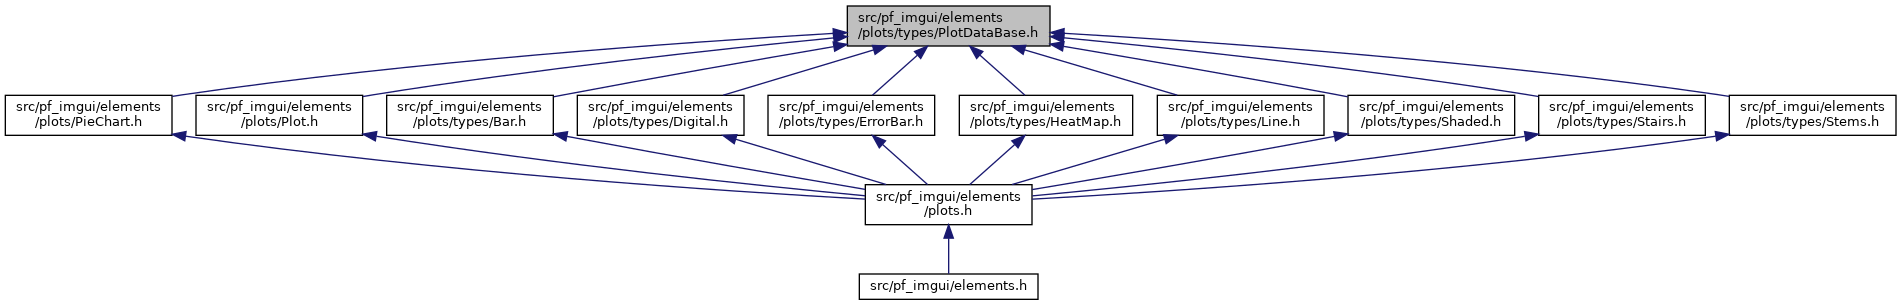 src/pf_imgui/elements
/plots/types/PlotDataBase.h
src/pf_imgui/elements
/plots/PieChart.h
src/pf_imgui/elements
/plots/Plot.h
src/pf_imgui/elements
/plots/types/Bar.h
src/pf_imgui/elements
/plots/types/Digital.h
src/pf_imgui/elements
/plots/types/ErrorBar.h
src/pf_imgui/elements
/plots/types/HeatMap.h
src/pf_imgui/elements
/plots/types/Line.h
src/pf_imgui/elements
/plots/types/Shaded.h
src/pf_imgui/elements
/plots/types/Stairs.h
src/pf_imgui/elements
/plots/types/Stems.h
src/pf_imgui/elements
/plots.h
src/pf_imgui/elements.h